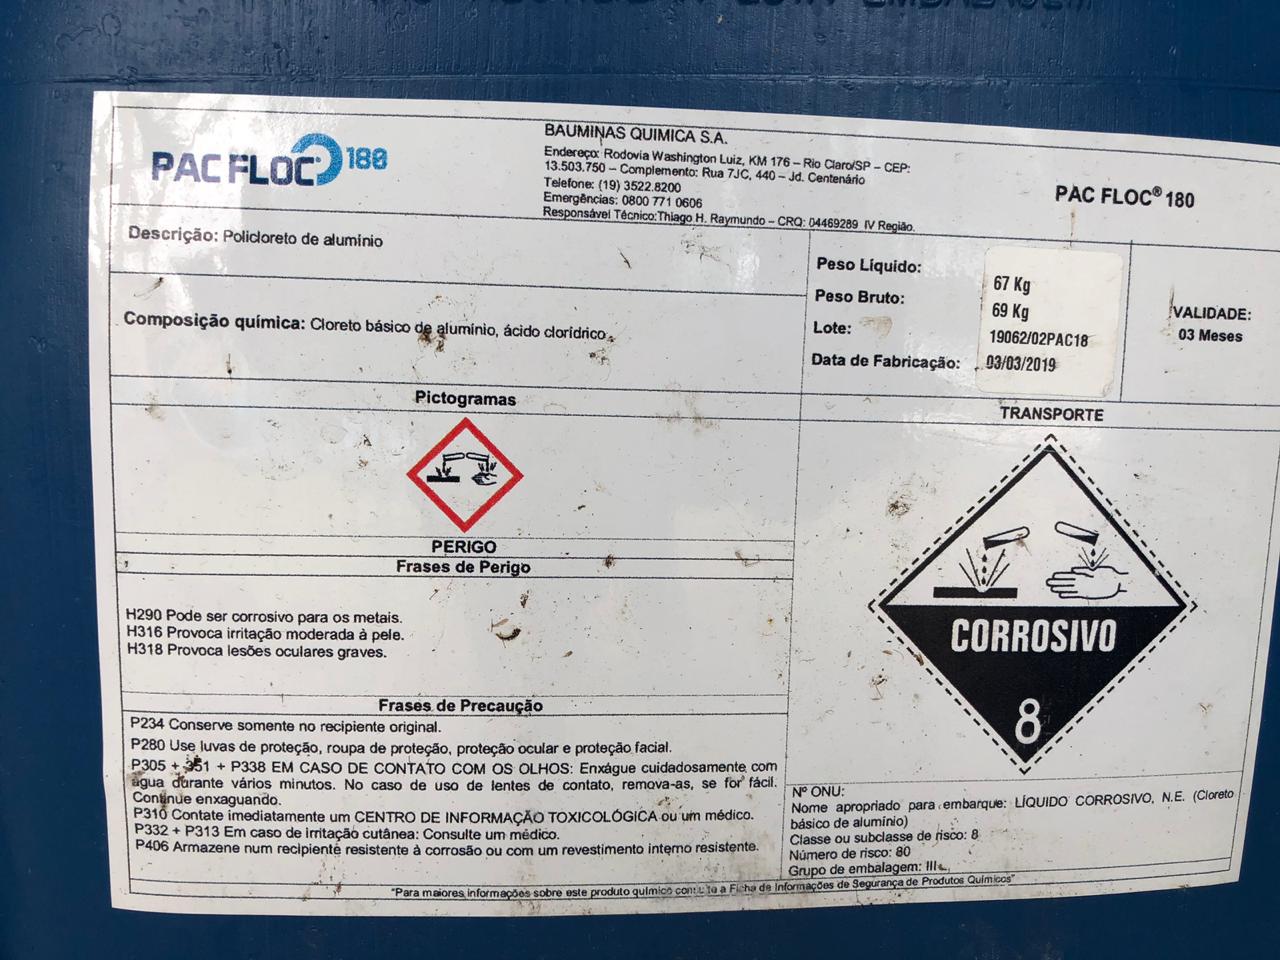 PAC FLOC 180
BAUMINAS QUIMICA S.A.
Endereço: Rodovia Washington Luiz, KM 176 – Rio Claro/SP – CEP:
13.503.750 – Complemento: Rua 7JC, 440 – Jd. Centenário
Telefone: (19) 3522.8200
Emergências: 0800 771 0606
Responsável Técnico:Thiago H. Raymundo – CRQ: 04469289 IV Região.
PAC FLOC® 180
Descrição: Policloreto de alumínio
Composição química: Cloreto básico de alumínio, ácido clorídrico.
Peso Líquido: 67 Kg
Peso Bruto: 69 Kg
Lote: 19062/02PAC18
Data de Fabricação: 03/03/2019
VALIDADE:
03 Meses
Pictogramas
PERIGO
Frases de Perigo
H290 Pode ser corrosivo para os metais.
H316 Provoca irritação moderada à pele.
H318 Provoca lesões oculares graves.
Frases de Precaução
P234 Conserve somente no recipiente original.
P280 Use luvas de proteção, roupa de proteção, proteção ocular e proteção facial.
P305 + 351 + P338 EM CASO DE CONTATO COM OS OLHOS: Enxágue cuidadosamente com
água durante vários minutos. No caso de uso de lentes de contato, remova-as, se for fácil.
Continue enxaguando.
P310 Contate imediatamente um CENTRO DE INFORMAÇÃO TOXICOLÓGICA ou um médico.
P332 + P313 Em caso de irritação cutânea: Consulte um médico.
P406 Armazene num recipiente resistente à corrosão ou com um revestimento interno resistente.
TRANSPORTE
CORROSIVO
8
Nº ONU:
Nome apropriado para embarque: LÍQUIDO CORROSIVO, N.E. (Cloreto
básico de alumínio)
Classe ou subclasse de risco: 8
Número de risco: 80
Grupo de embalagem: III
"Para maiores informações sobre este produto químico consulte a Ficha de Informações de Segurança de Produtos Químicos"